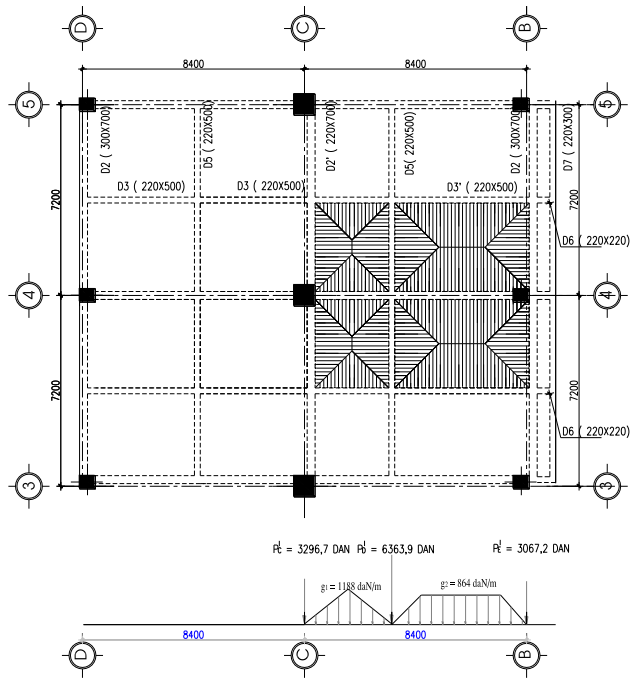 D
C
B
8400
8400
5
5
D2 ( 300X700)
D5 ( 220X500)
D2' ( 220X700)
D5( 220X500)
D2 ( 300X700)
D7 ( 220X300)
D3 ( 220X500)
D3 ( 220X500)
D3' ( 220X500)
7200
7200
D6 ( 220X220)
4
4
7200
7200
D6 ( 220X220)
3
3
= 3296,7 DAN
= 6363,9 DAN
= 3067,2 DAN
g1 = 1188 daN/m
g2 = 864 daN/m
8400
8400
D
C
B